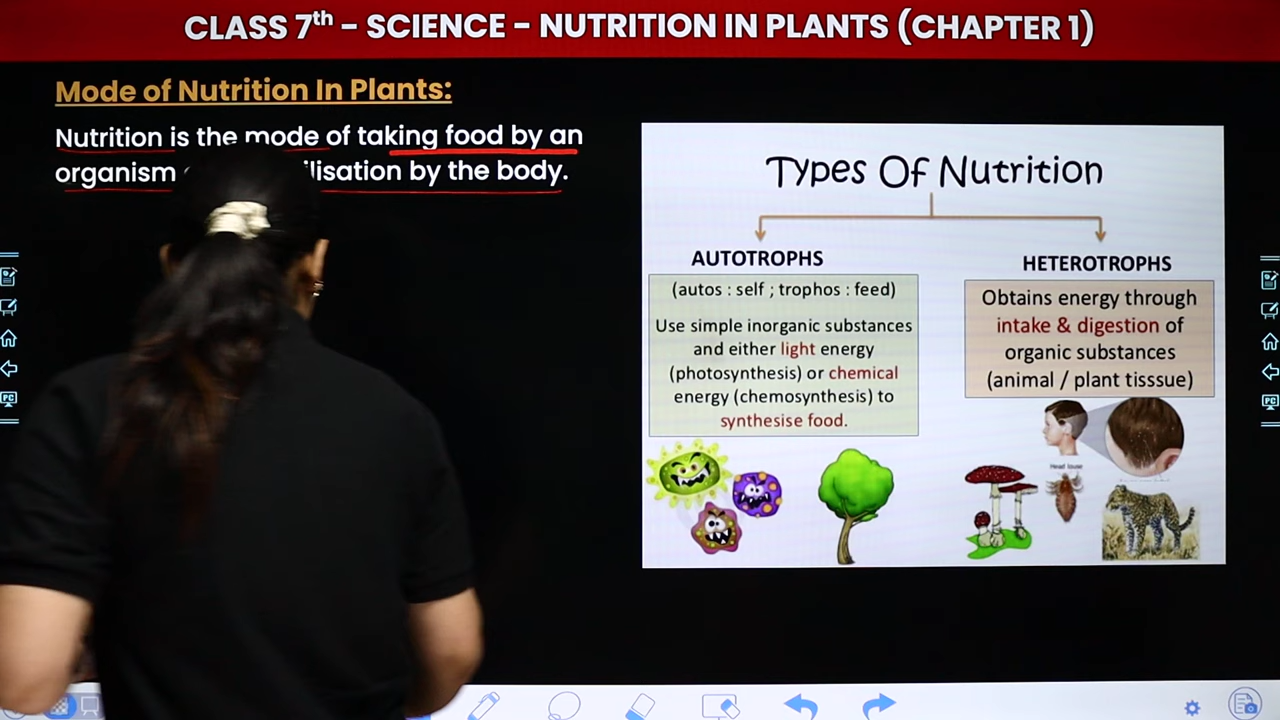 CLASS 7th - SCIENCE - NUTRITION IN PLANTS (CHAPTER 1)
Mode of Nutrition In Plants:
Nutrition is the mode of taking food by an
organism by the body.
Types Of Nutrition
AUTOTROPHS
(autos : self ; trophos : feed)
Use simple inorganic substances
and either light energy
(photosynthesis) or chemical
energy (chemosynthesis) to
synthesise food.
HETEROTROPHS
Obtains energy through
intake & digestion of
organic substances
(animal / plant tisssue)
Head louse
PC
PC